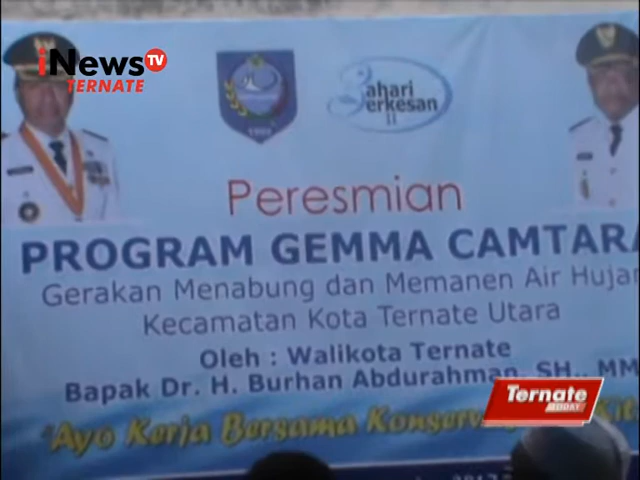 iNews TV
TERNATE
Bahari
Berkesan
II
Peresmian
PROGRAM GEMMA CAMTARA
Gerakan Menabung dan Memanen Air Hujan
Kecamatan Kota Ternate Utara
Oleh : Walikota Ternate
Bapak Dr. H. Burhan Abdurahman, SH., MM
"Ayo Kerja Bersama
Ternate
TODAY